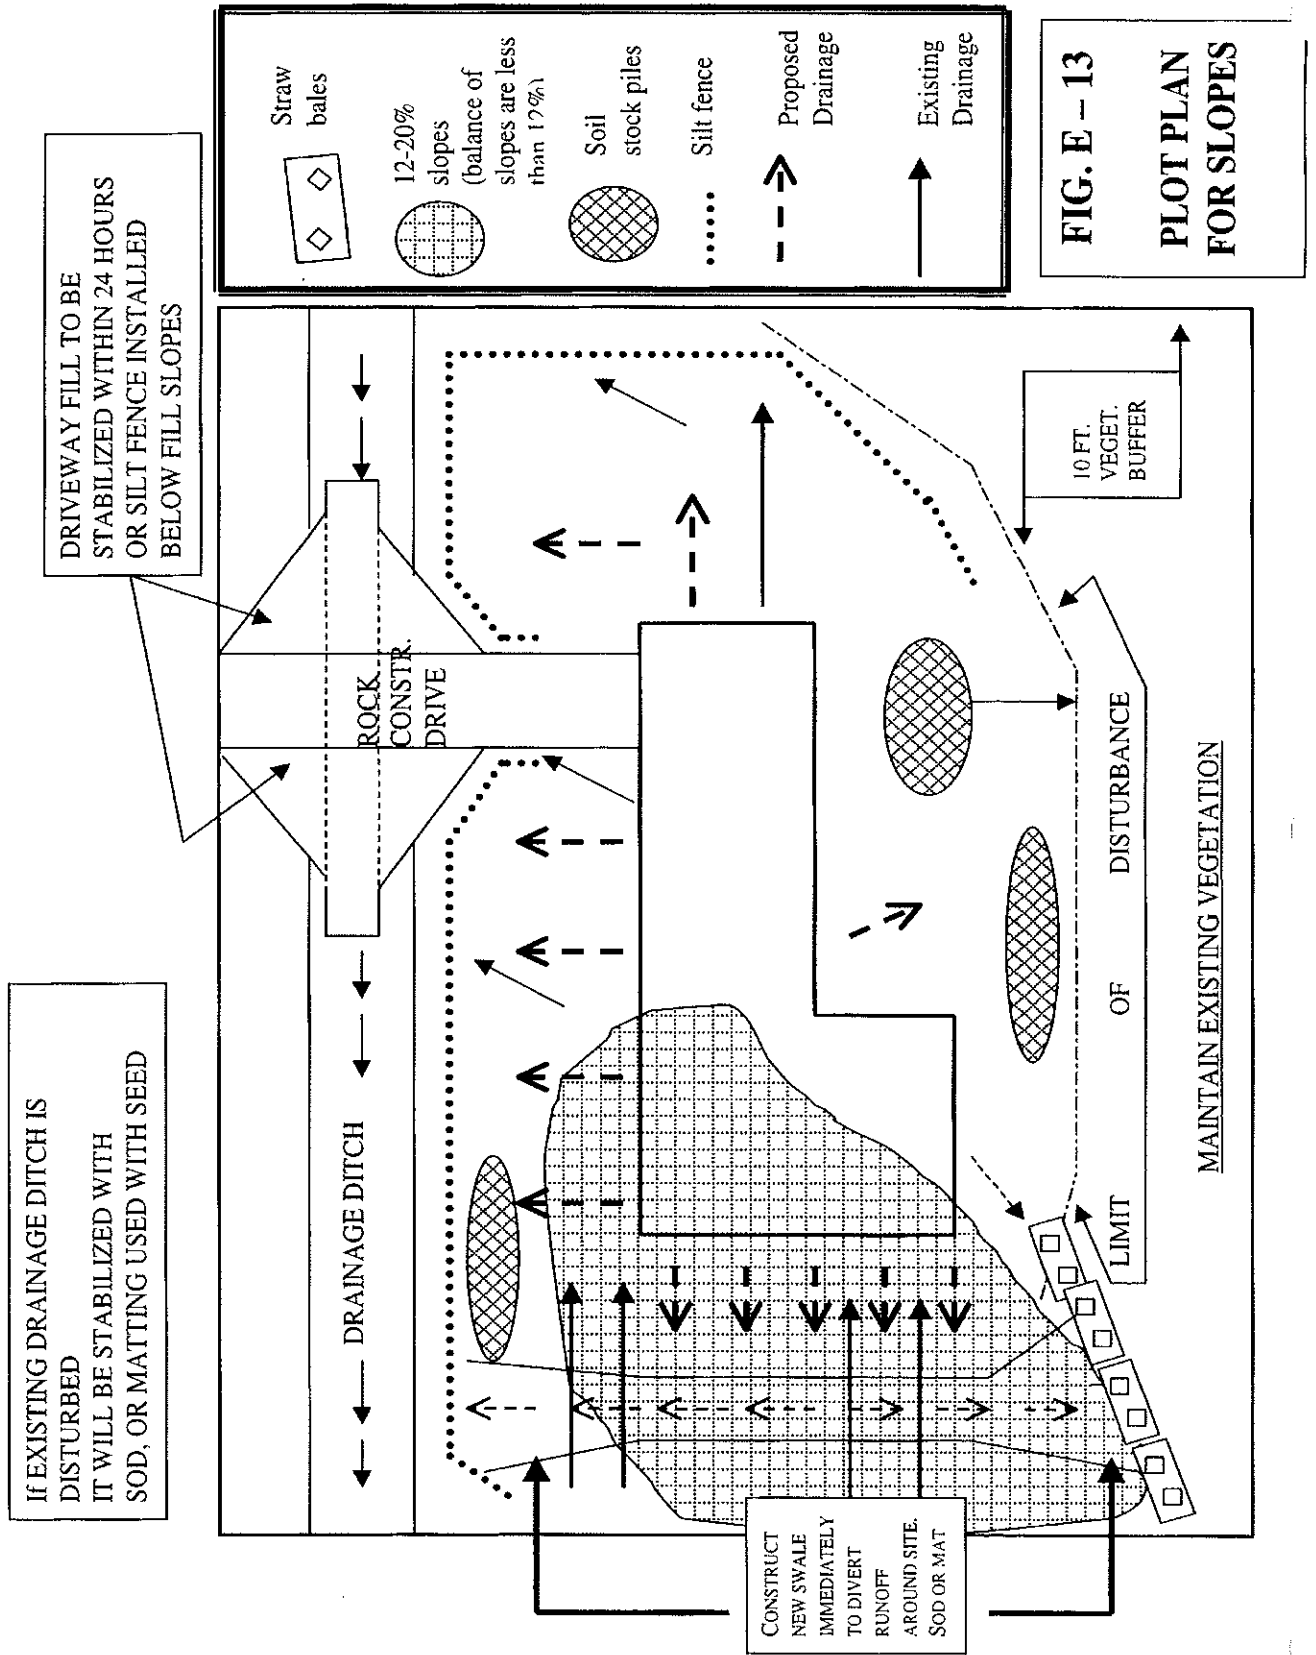 If EXISTING DRAINAGE DITCH IS
DISTURBED
IT WILL BE STABILIZED WITH
SOD, OR MATTING USED WITH SEED
DRIVEWAY FILL TO BE
STABILIZED WITHIN 24 HOURS
OR SILT FENCE INSTALLED
BELOW FILL SLOPES
DRAINAGE DITCH
ROCK
CONSTR.
DRIVE
CONSTRUCT
NEW SWALE
IMMEDIATELY
TO DIVERT
RUNOFF
AROUND SITE.
SOD OR MAT
10 FT.
VEGET.
BUFFER
LIMIT OF DISTURBANCE
MAINTAIN EXISTING VEGETATION
Straw
bales
12-20%
slopes
(balance of
slopes are less
than 12%)
Soil
stock piles
Silt fence
Proposed
Drainage
Existing
Drainage
FIG. E – 13
PLOT PLAN
FOR SLOPES